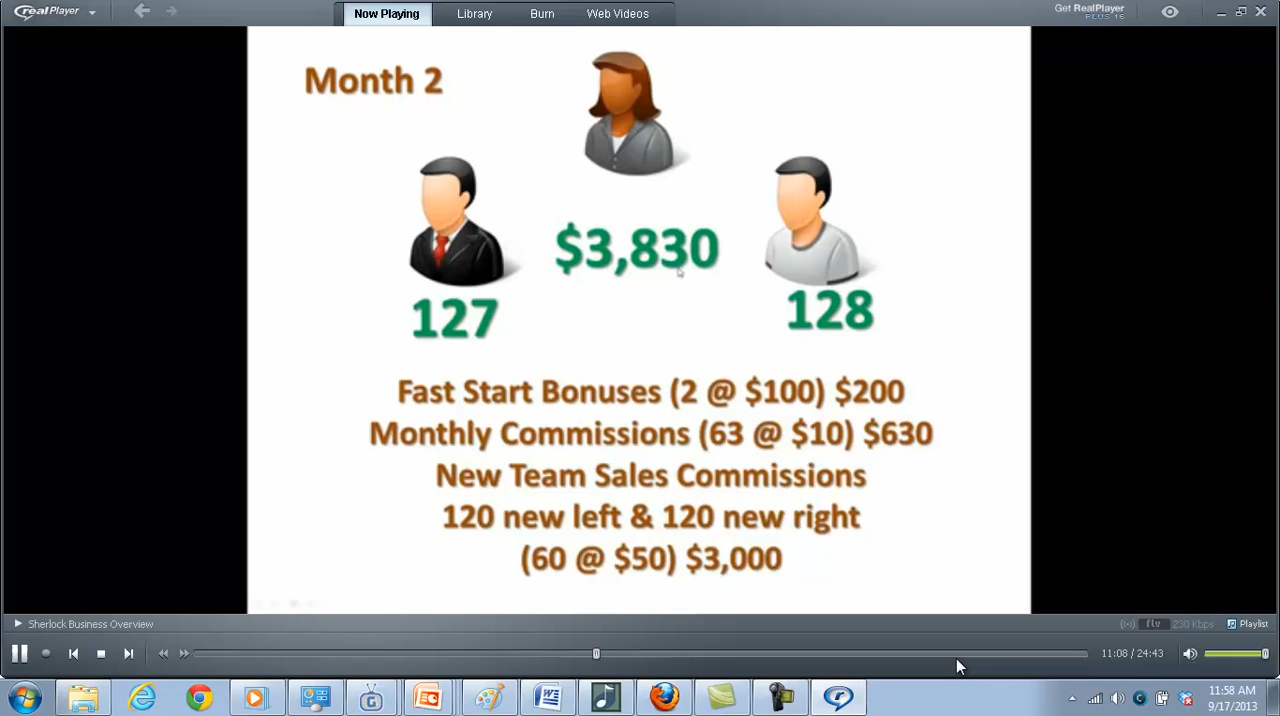 realPlayer
Now Playing
Library
Burn
Web Videos
Get RealPlayer
Month 2
$3,830
127
128
Fast Start Bonuses (2 @ $100) $200
Monthly Commissions (63 @ $10) $630
New Team Sales Commissions
120 new left & 120 new right
(60 @ $50) $3,000
Sherlock Business Overview
flv
230 Kbps
Playlist
11:08 / 24:43
11:58 AM
9/17/2013